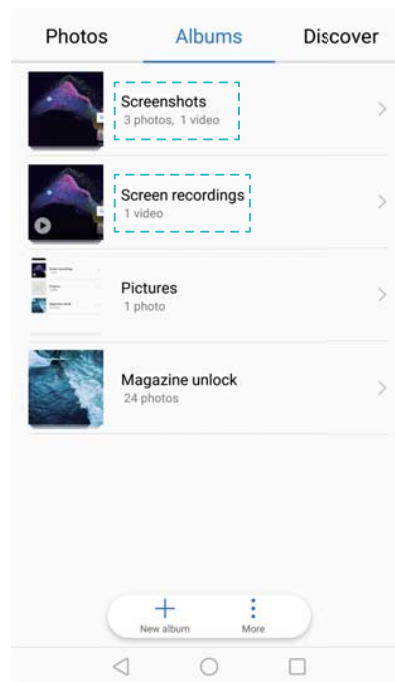 Photos Albums Discover
Screenshots
3 photos, 1 video
Screen recordings
1 video
Pictures
1 photo
Magazine unlock
24 photos
New album More